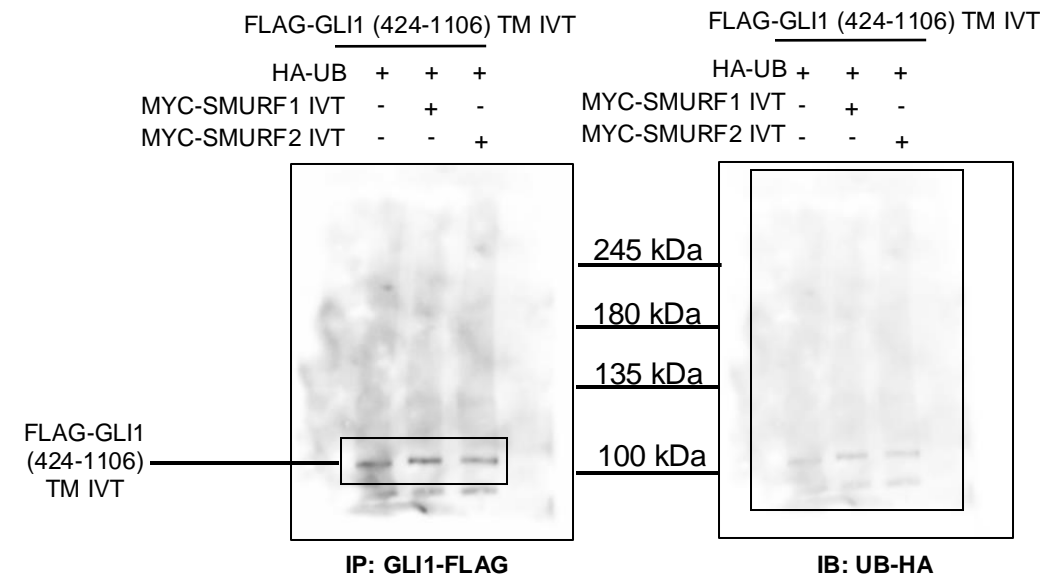 FLAG-GLI1 (424-1106) TM IVT
HA-UB + + +
MYC-SMURF1 IVT - + -
MYC-SMURF2 IVT - - +
FLAG-GLI1 (424-1106) TM IVT
HA-UB + + +
MYC-SMURF1 IVT - + -
MYC-SMURF2 IVT - - +
245 kDa
180 kDa
135 kDa
100 kDa
FLAG-GLI1
(424-1106)
TM IVT
IP: GLI1-FLAG
IB: UB-HA